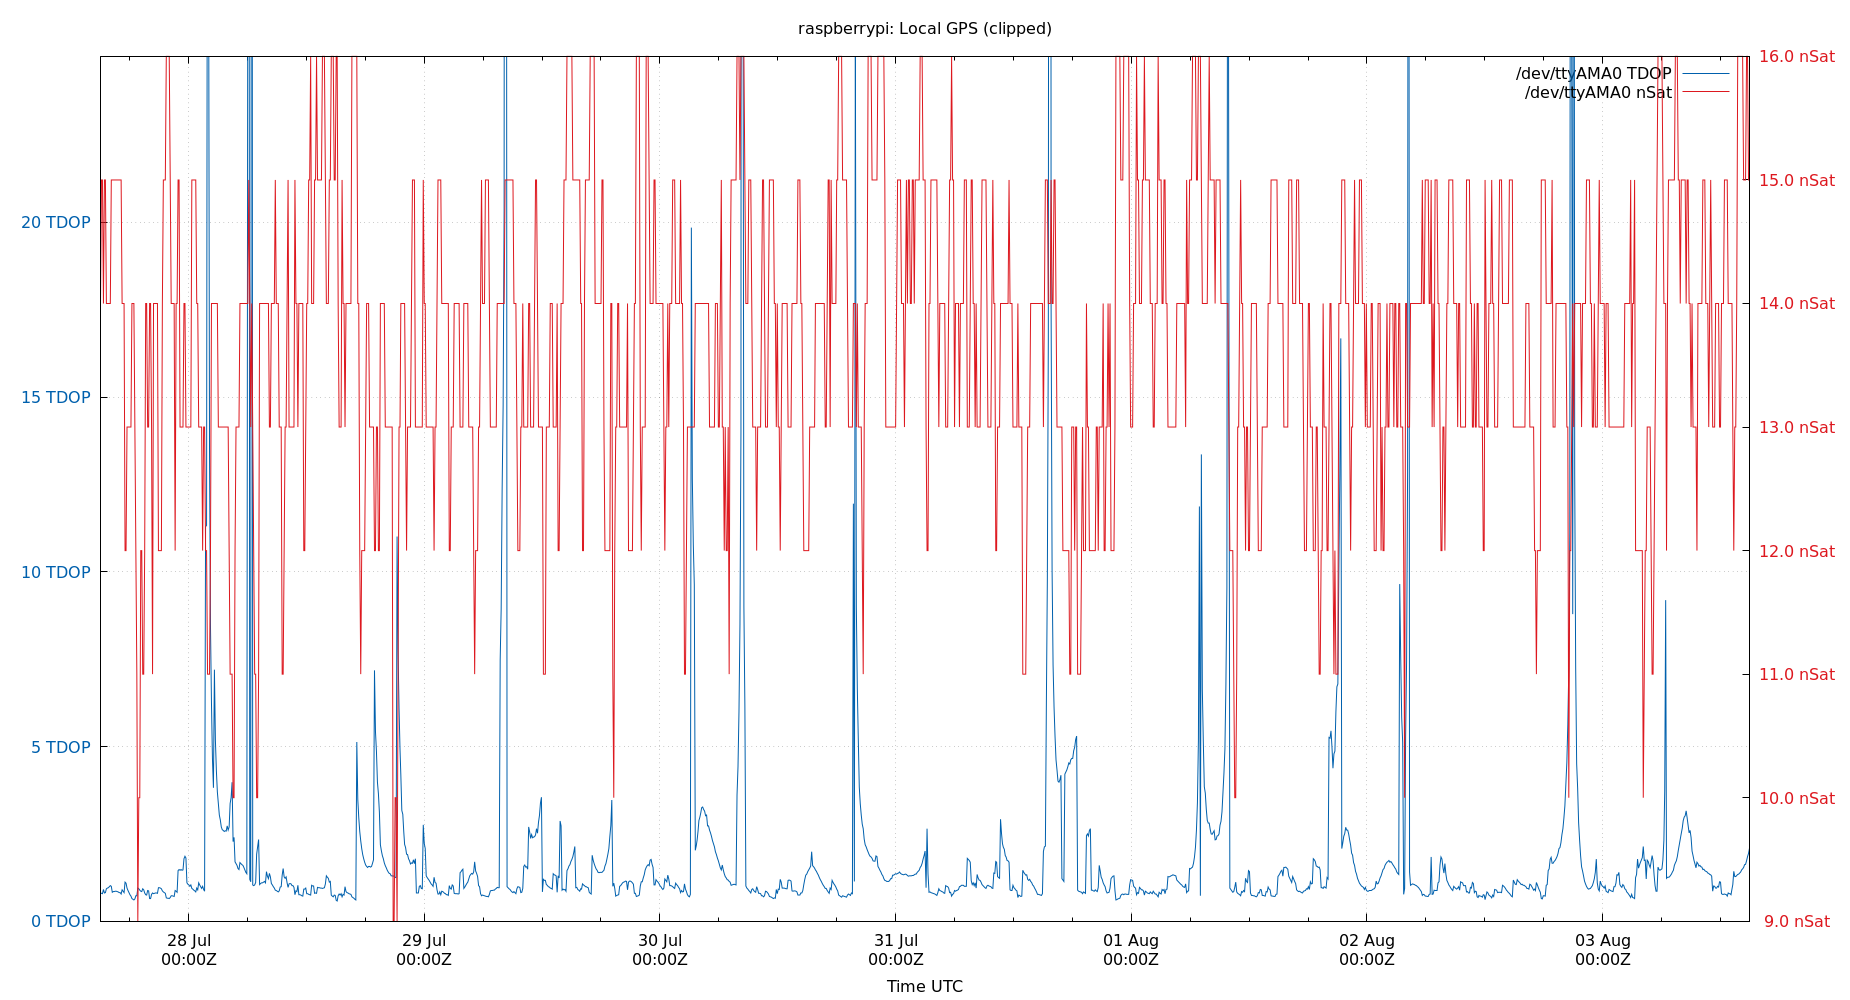 raspberrypi: Local GPS (clipped)
/dev/ttyAMA0 TDOP
/dev/ttyAMA0 nSat
20 TDOP
15 TDOP
10 TDOP
5 TDOP
0 TDOP
16.0 nSat
15.0 nSat
14.0 nSat
13.0 nSat
12.0 nSat
11.0 nSat
10.0 nSat
9.0 nSat
28 Jul
00:00Z
29 Jul
00:00Z
30 Jul
00:00Z
31 Jul
00:00Z
01 Aug
00:00Z
02 Aug
00:00Z
03 Aug
00:00Z
Time UTC